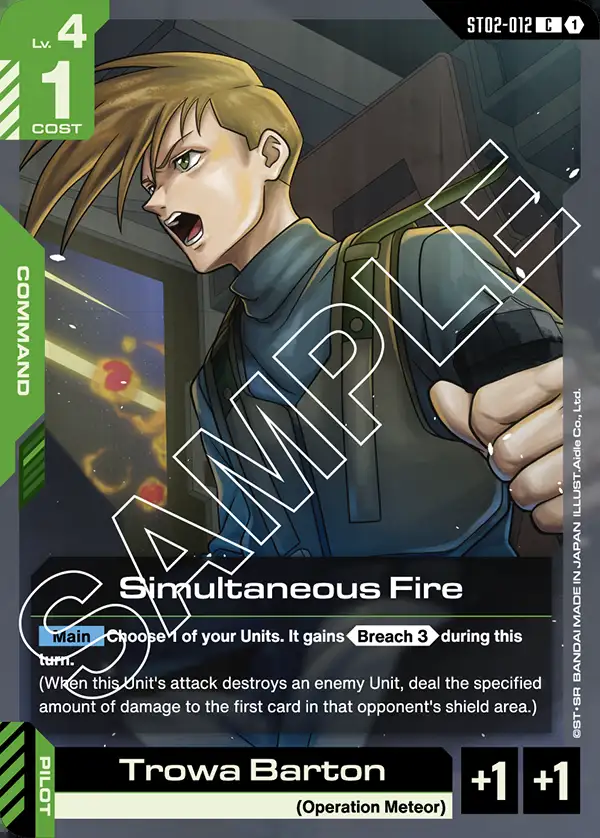 Lv. 4
1
COST
ST02-012 C 1
COMMAND
SAMPLE
©ST・SR BANDAI MADE IN JAPAN ILLUST.Aidle Co., Ltd.
Simultaneous Fire
Main Choose 1 of your Units. It gains Breach 3 during this
turn.
(When this Unit's attack destroys an enemy Unit, deal the specified
amount of damage to the first card in that opponent's shield area.)
PILOT
Trowa Barton
(Operation Meteor)
+1 +1